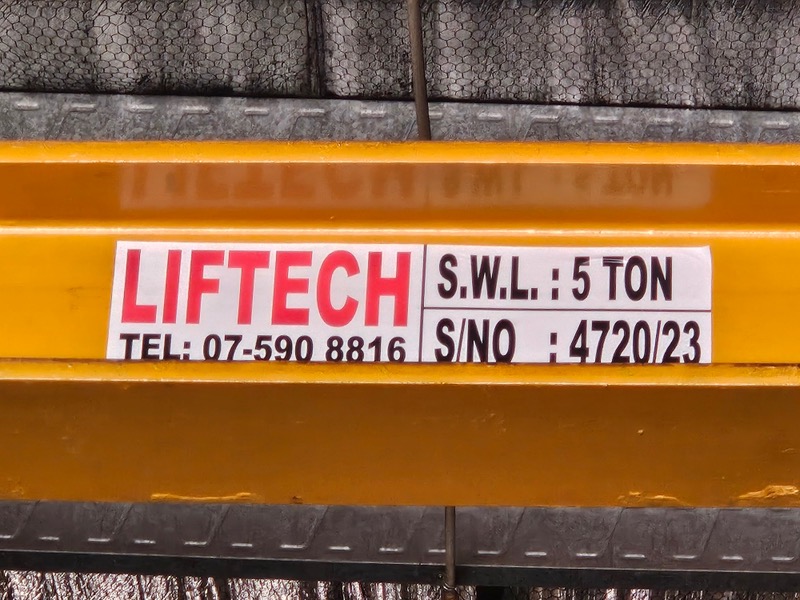 LIFTECH
TEL: 07-590 8816
S.W.L. : 5 TON
S/NO : 4720/23